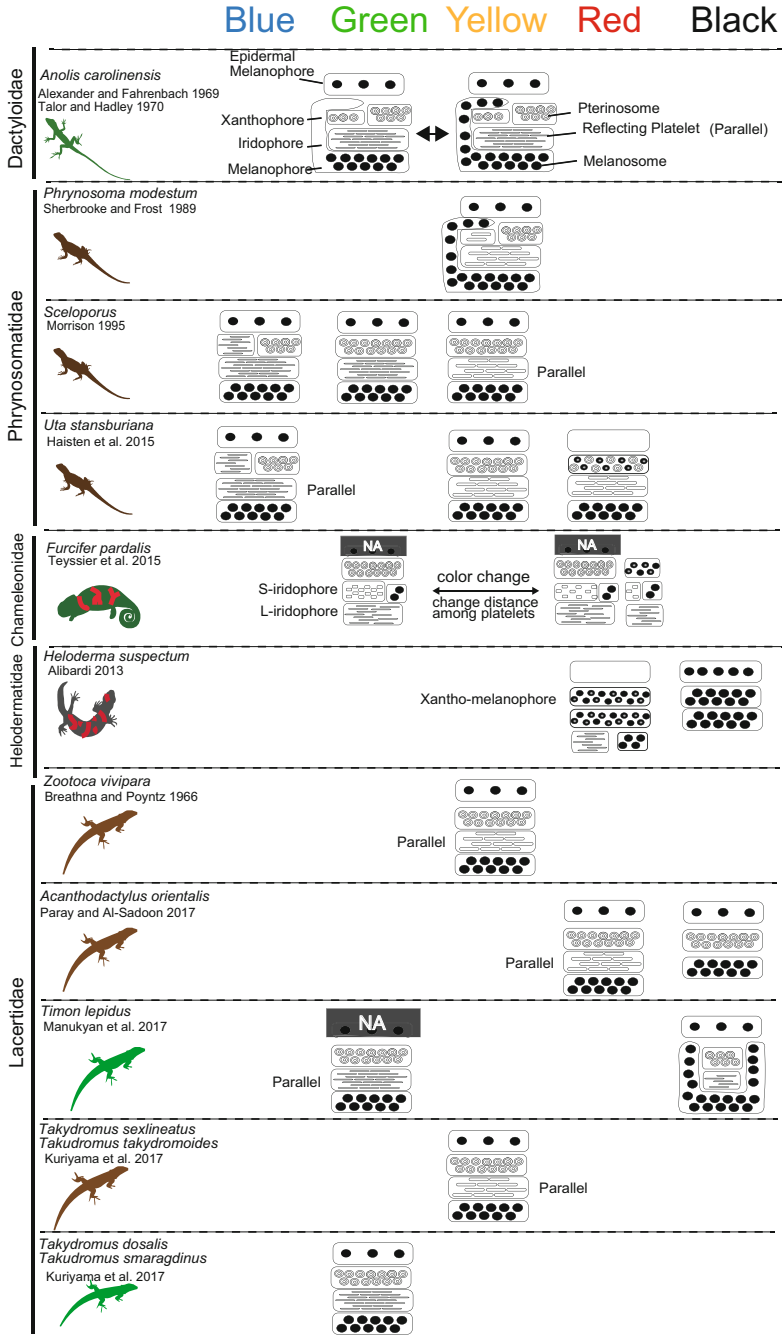 Blue Green Yellow Red Black
Dactyloidae
Anolis carolinensis
Alexander and Fahrenbach 1969
Talor and Hadley 1970
Epidermal
Melanophore
Xanthophore
Iridophore
Melanophore
Pterinosome
Reflecting Platelet (Parallel)
Melanosome
Phrynosomatidae
Phrynosoma modestum
Sherbrooke and Frost 1989
Sceloporus
Morrison 1995
Parallel
Uta stansburiana
Haisten et al. 2015
Parallel
Chameleonidae
Furcifer pardalis
Teyssier et al. 2015
NA
NA
S-iridophore
L-iridophore
color change
change distance
among platelets
Helodermatidae
Heloderma suspectum
Alibardi 2013
Xantho-melanophore
Lacertidae
Zootoca vivipara
Breathna and Poyntz 1966
Parallel
Acanthodactylus orientalis
Paray and Al-Sadoon 2017
Parallel
Timon lepidus
Manukyan et al. 2017
NA
Parallel
Takydromus sexlineatus
Takudromus takydromoides
Kuriyama et al. 2017
Parallel
Takydromus dosalis
Takudromus smaragdinus
Kuriyama et al. 2017